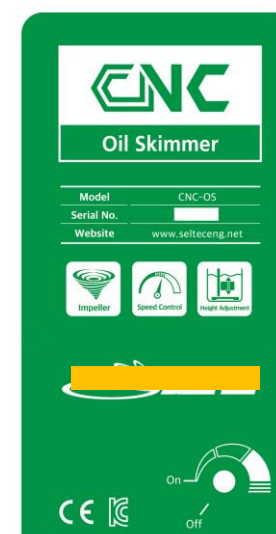 CNC
Oil Skimmer
Model CNC-OS
Serial No.
Website www.selteceng.net
Impeller Speed Control Height Adjustment
On
Off
CE